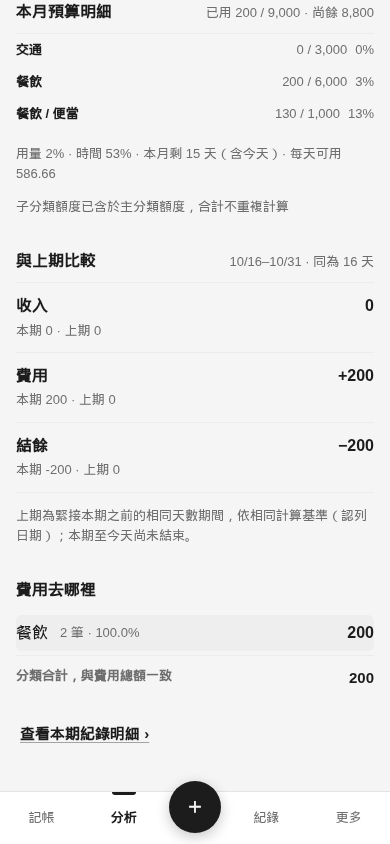 本月預算明細 已用 200 / 9,000 · 尚餘 8,800
交通 0 / 3,000 0%
餐飲 200 / 6,000 3%
餐飲 / 便當 130 / 1,000 13%
用量 2% · 時間 53% · 本月剩 15 天（含今天）· 每天可用
586.66
子分類額度已含於主分類額度，合計不重複計算
與上期比較 10/16–10/31 · 同為 16 天
收入 0
本期 0 · 上期 0
費用 +200
本期 200 · 上期 0
結餘 −200
本期 -200 · 上期 0
上期為緊接本期之前的相同天數期間，依相同計算基準（認列
日期）；本期至今天尚未結束。
費用去哪裡
餐飲 2 筆 · 100.0% 200
分類合計，與費用總額一致 200
查看本期紀錄明細 ›
記帳 分析 + 紀錄 更多